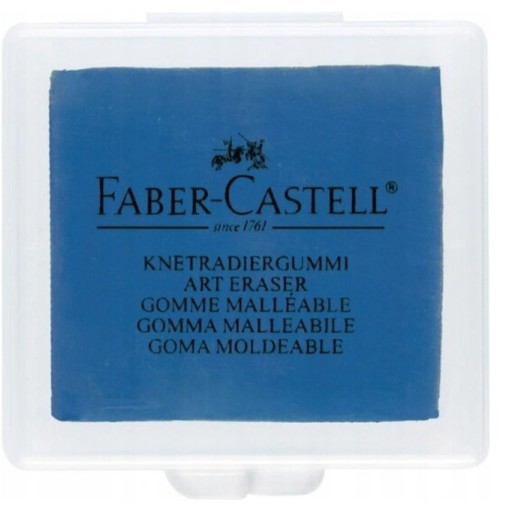 FABER-CASTELL®
since 1761
KNETRADIERGUMMI
ART ERASER
GOMME MALLÉABLE
GOMMA MALLEABILE
GOMA MOLDEABLE